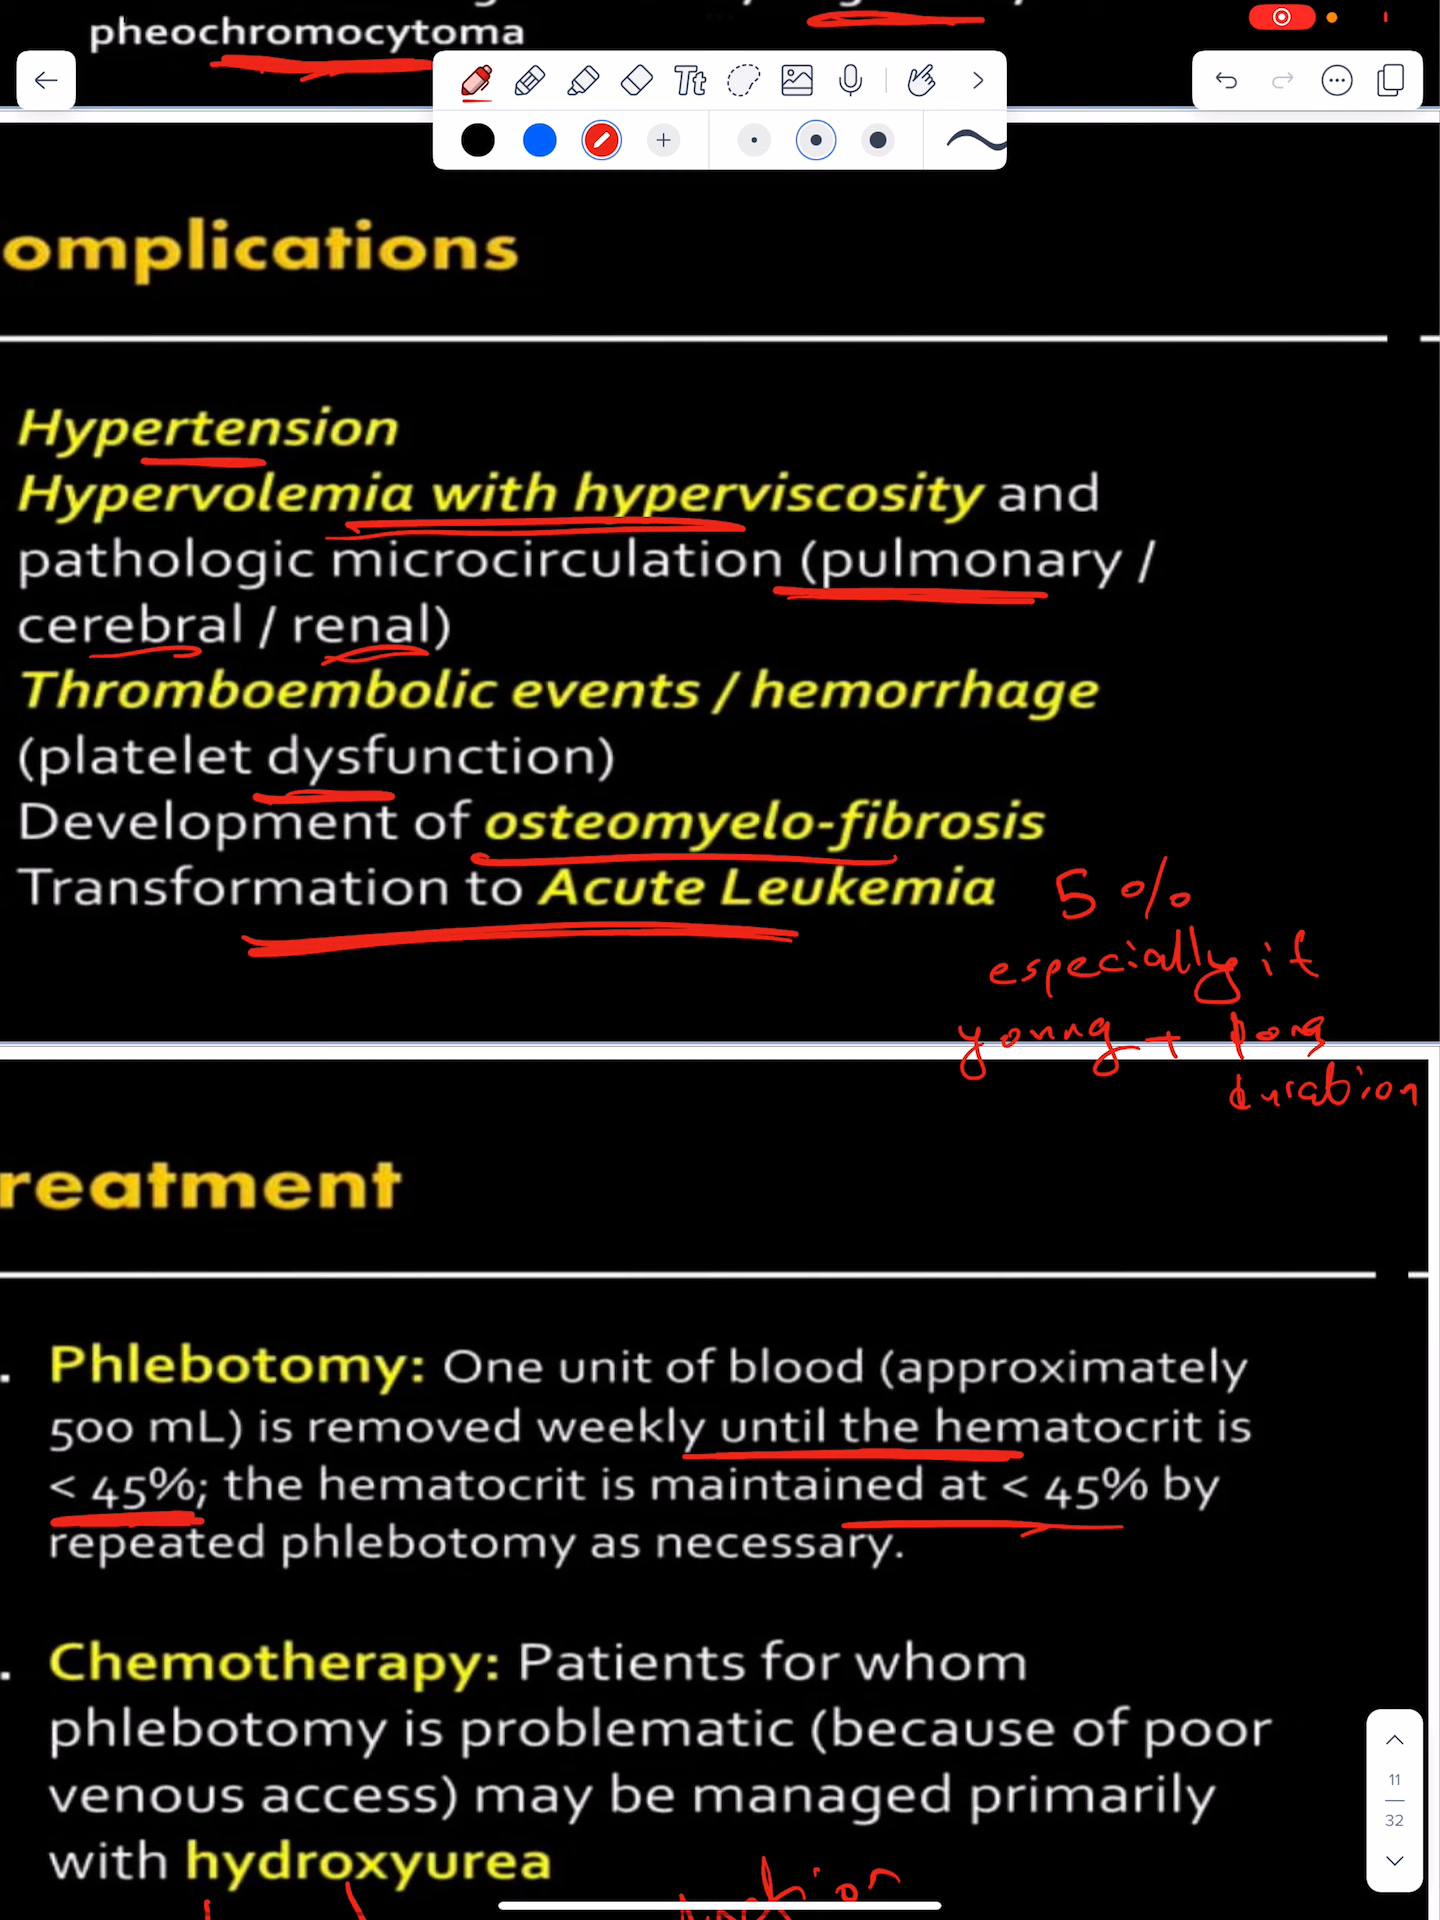 pheochromocytoma
Tt
omplications
Hypertension
Hypervolemia with hyperviscosity and
pathologic microcirculation (pulmonary /
cerebral / renal)
Thromboembolic events / hemorrhage
(platelet dysfunction)
Development of osteomyelo-fibrosis
Transformation to Acute Leukemia
5 %
especially if
young + long
duration
reatment
. Phlebotomy: One unit of blood (approximately
500 mL) is removed weekly until the hematocrit is
< 45%; the hematocrit is maintained at < 45% by
repeated phlebotomy as necessary.
. Chemotherapy: Patients for whom
phlebotomy is problematic (because of poor
venous access) may be managed primarily
with hydroxyurea
11
32